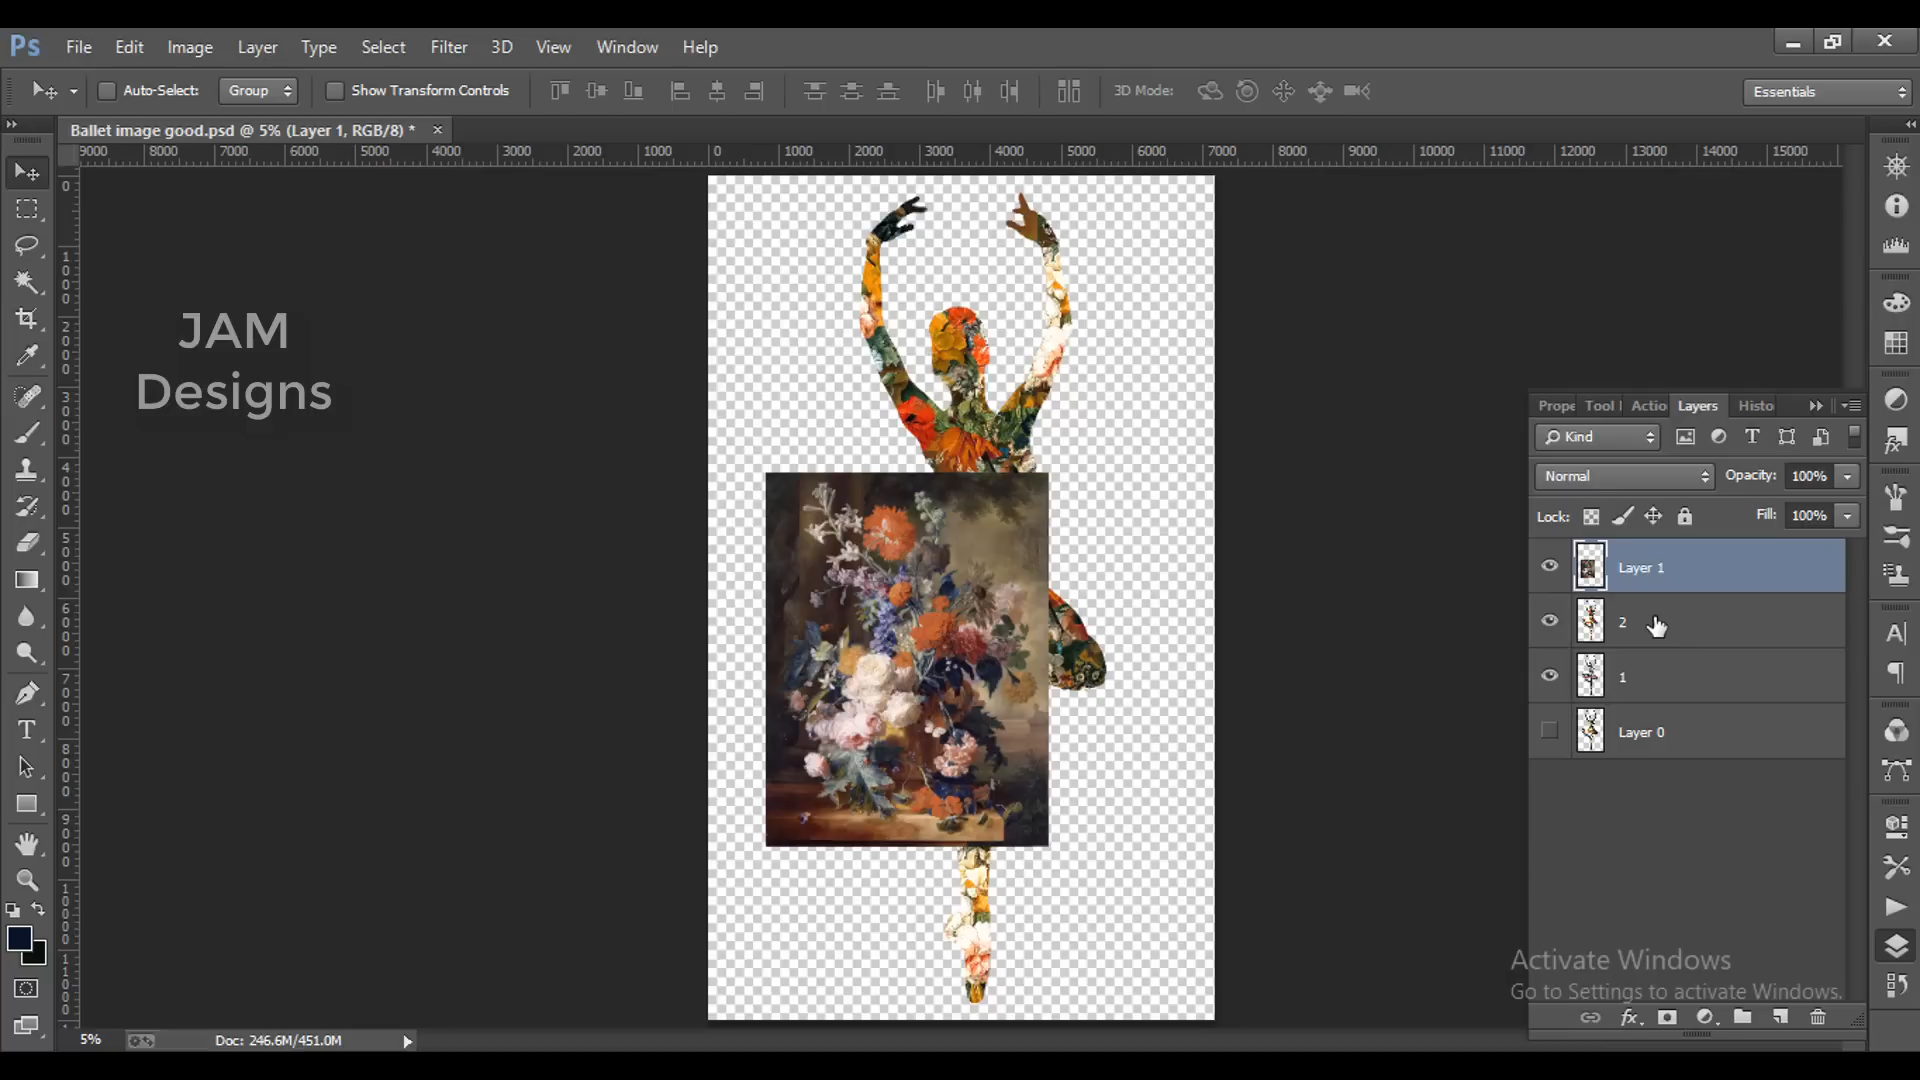 Ps File Edit Image Layer Type Select Filter 3D View Window Help
Auto-Select: Group Show Transform Controls 3D Mode: Essentials
Ballet image good.psd @ 5% (Layer 1, RGB/8) * ×
9000 8000 7000 6000 5000 4000 3000 2000 1000 0 1000 2000 3000 4000 5000 6000 7000 8000 9000 10000 11000 12000 13000 14000 15000
JAM
Designs
Prope Tool Actio Layers Histo
Kind
Normal Opacity: 100%
Lock: Fill: 100%
Layer 1
2
1
Layer 0
Activate Windows
Go to Settings to activate Windows.
5% Doc: 246.6M/451.0M